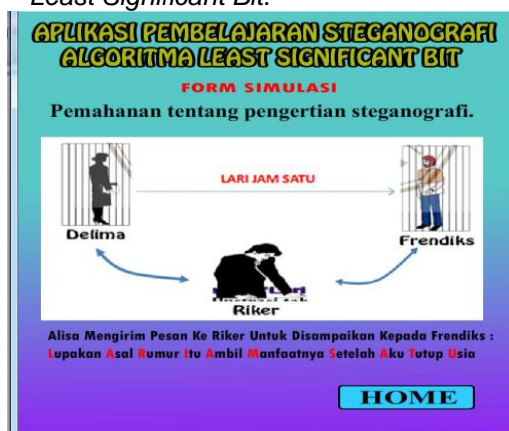 Least Significant Bit.
APLIKASI PEMBELAJARAN STEGANOGRAFI
ALGORITMA LEAST SIGNIFICANT BIT
FORM SIMULASI
Pemahanan tentang pengertian steganografi.
LARI JAM SATU
Delima
Frendiks
Riker
Alisa Mengirim Pesan Ke Riker Untuk Disampaikan Kepada Frendiks :
Lupakan Asal Rumur Itu Ambil Manfaatnya Setelah Aku Tutup Usia
HOME